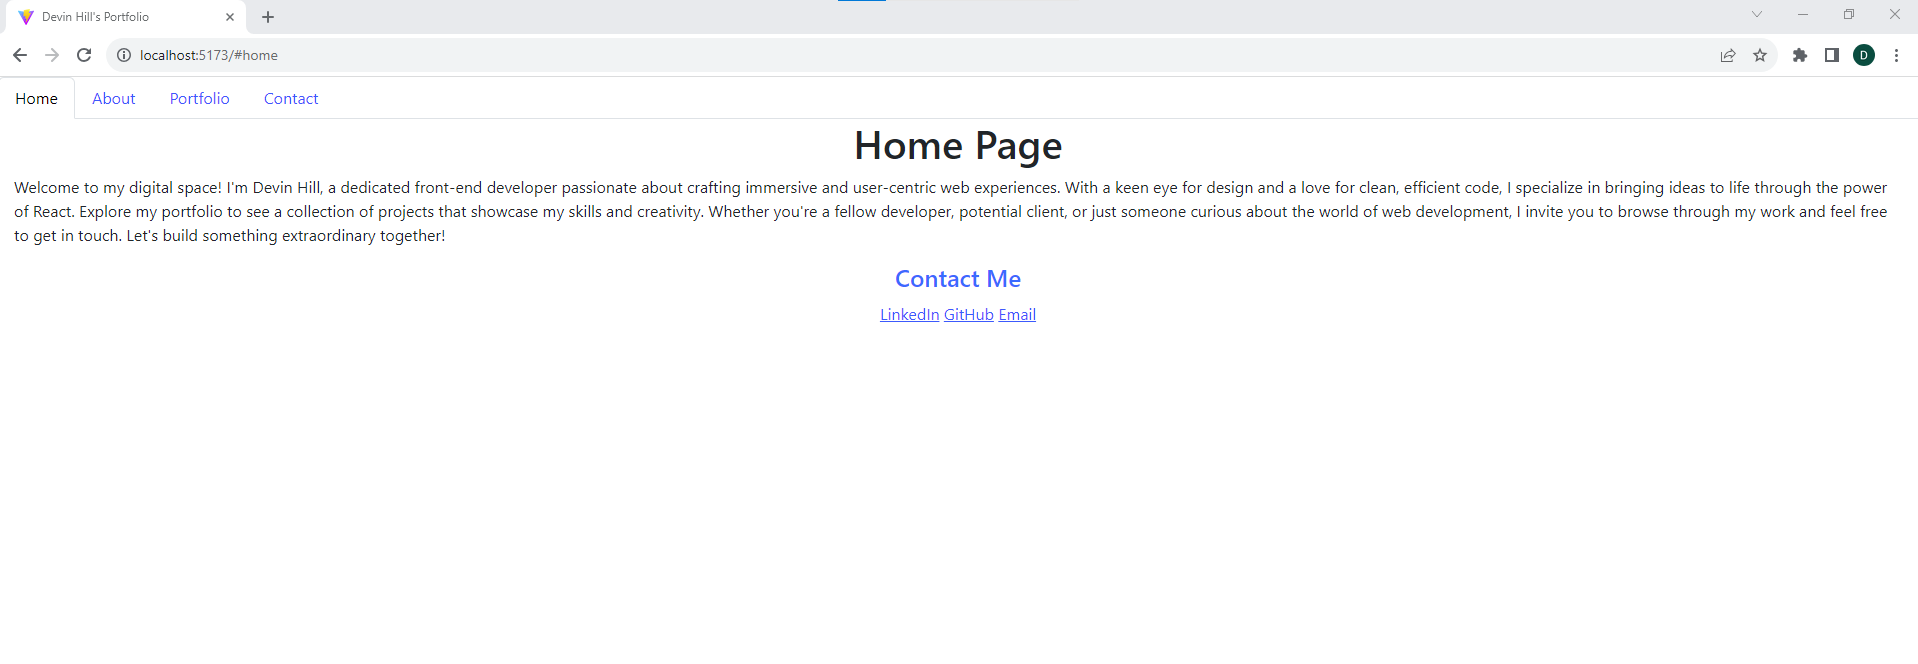 Devin Hill's Portfolio
localhost:5173/#home
D
Home About Portfolio Contact
Home Page
Welcome to my digital space! I'm Devin Hill, a dedicated front-end developer passionate about crafting immersive and user-centric web experiences. With a keen eye for design and a love for clean, efficient code, I specialize in bringing ideas to life through the power
of React. Explore my portfolio to see a collection of projects that showcase my skills and creativity. Whether you're a fellow developer, potential client, or just someone curious about the world of web development, I invite you to browse through my work and feel free
to get in touch. Let's build something extraordinary together!
Contact Me
LinkedIn GitHub Email